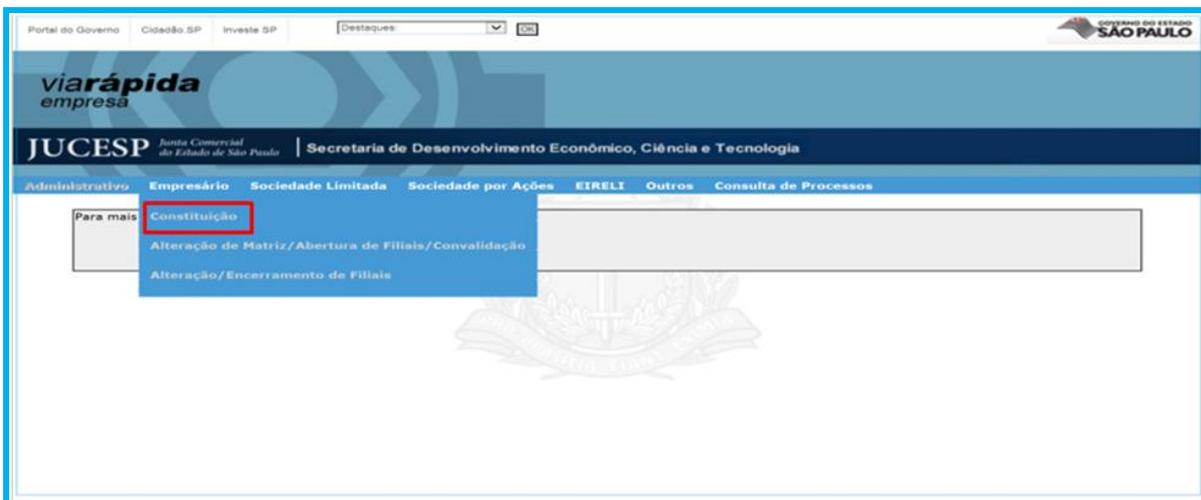 Portal do Governo Cidadão.SP Investe SP Destaques: OK GOVERNO DO ESTADO
SÃO PAULO
viarápida
empresa
JUCESP Junta Comercial
do Estado de São Paulo Secretaria de Desenvolvimento Econômico, Ciência e Tecnologia
Administrativo Empresário Sociedade Limitada Sociedade por Ações EIRELI Outros Consulta de Processos
Para mais Constituição
Alteração de Matriz/Abertura de Filiais/Convalidação
Alteração/Encerramento de Filiais